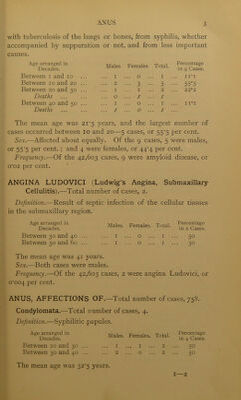 ANUS 3
with tuberculosis of the lungs or bones, from syphilis, whether
accompanied by suppuration or not, and from less important
causes.
Age arranged in Decades. Males. Females. Total. Percentage in 9 Cases.
Between 1 and 10 ... 1 ... 0 ... 1 ... 11·1
Between 10 and 20 ... 2 ... 3 ... 5 ... 55·5
Between 20 and 30 ... 1 ... 1 ... 2 ... 22·2
Deaths ... 0 ... 1 ... 1
Between 40 and 50 ... 1 ... 0 ... 1 ... 11·1
Deaths ... 1 ... 0 ... 1
The mean age was 21·5 years, and the largest number of
cases occurred between 10 and 20—5 cases, or 55·5 per cent.
Sex.—Affected about equally. Of the 9 cases, 5 were males,
or 55·5 per cent.; and 4 were females, or 44·4 per cent.
Frequency.—Of the 42,603 cases, 9 were amyloid disease, or
0·02 per cent.
ANGINA LUDOVICI (Ludwig's Angina, Submaxillary
Cellulitis).—Total number of cases, 2.
Definition.—Result of septic infection of the cellular tissues
in the submaxillary region.
Age arranged in Decades. Males. Females. Total. Percentage in 2 Cases.
Between 30 and 40 ... 1 ... 0 ... 1 ... 50
Between 50 and 60 ... 1 ... 0 ... 1 ... 50
The mean age was 41 years.
Sex.—Both cases were males.
Frequency.—Of the 42,603 cases, 2 were angina Ludovici, or
0·004 per cent.
ANUS, AFFECTIONS OF.—Total number of cases, 758.
Condylomata.—Total number of cases, 4.
Definition.—Syphilitic papules.
Age arranged in Decades. Males. Females. Total. Percentage in 4 Cases.
Between 20 and 30 ... 1 ... 1 ... 2 ... 50
Between 30 and 40 ... 2 ... 0 ... 2 ... 50
The mean age was 32·5 years.
1—2